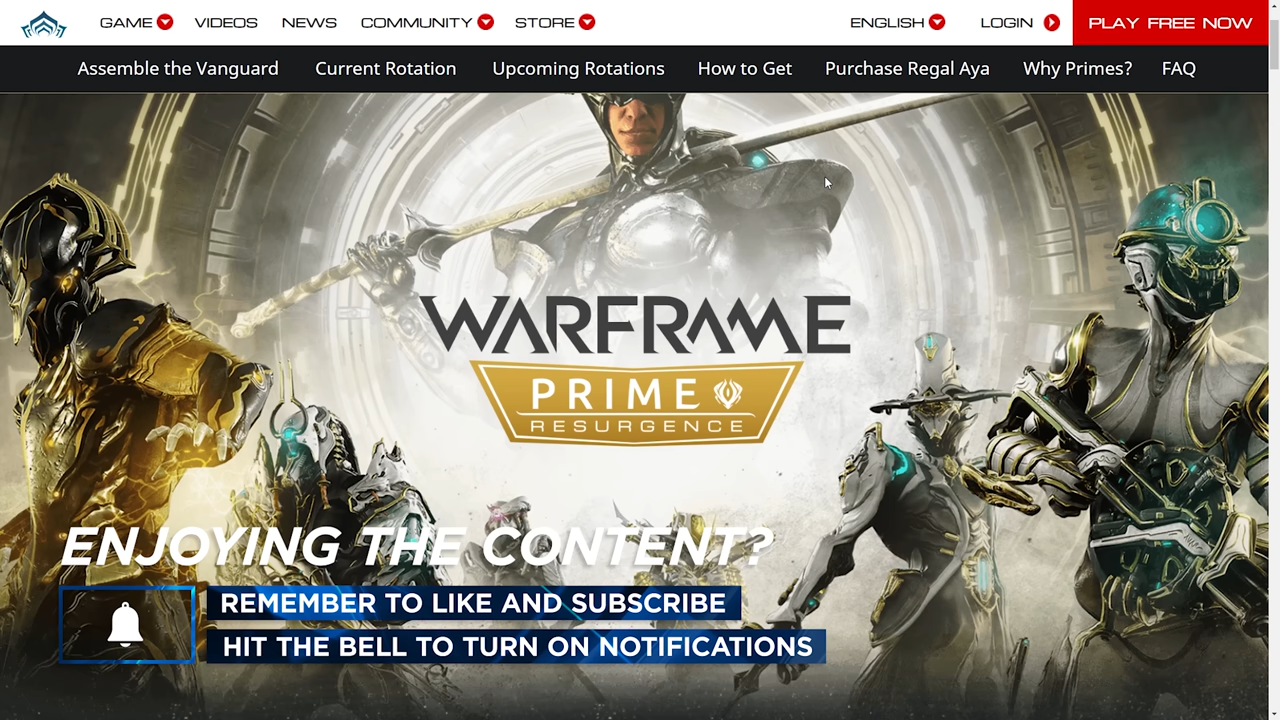 GAME VIDEOS NEWS COMMUNITY STORE ENGLISH LOGIN PLAY FREE NOW
Assemble the Vanguard Current Rotation Upcoming Rotations How to Get Purchase Regal Aya Why Primes? FAQ
WARFRAME
PRIME
RESURGENCE
ENJOYING THE CONTENT?
REMEMBER TO LIKE AND SUBSCRIBE
HIT THE BELL TO TURN ON NOTIFICATIONS